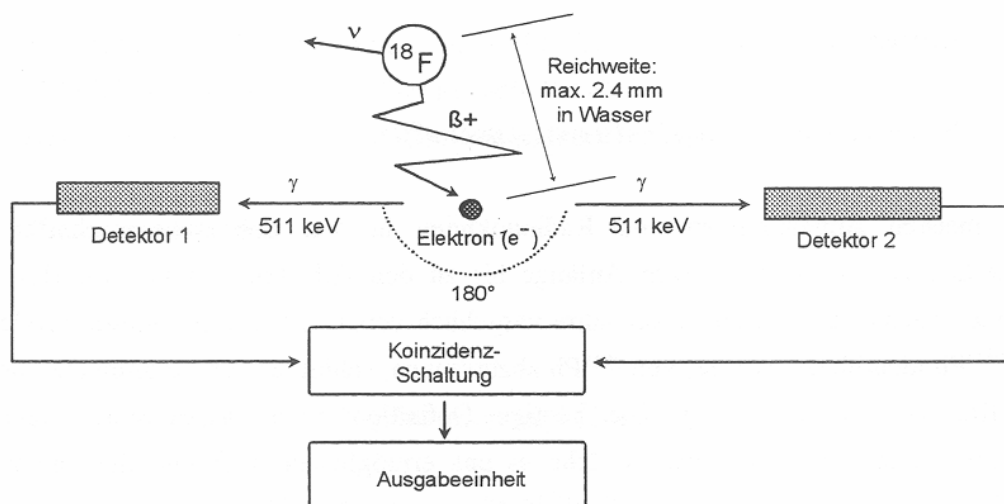 ν
18F
Reichweite:
max. 2.4 mm
in Wasser
ß+
γ
γ
511 keV
Elektron (e⁻)
511 keV
Detektor 1
Detektor 2
180°
Koinzidenz-
Schaltung
Ausgabeeinheit